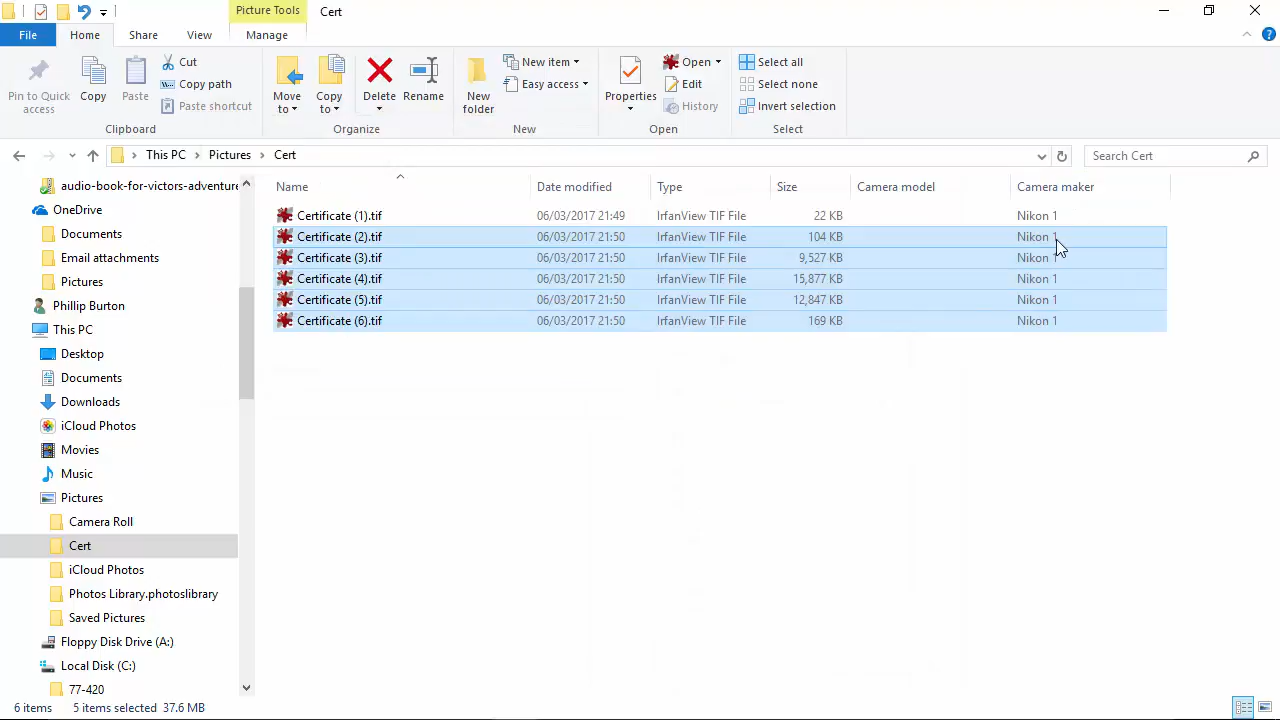 Picture Tools
Cert
File
Home
Share
View
Manage
Pin to Quick access
Copy
Paste
Cut
Copy path
Paste shortcut
Clipboard
Move to
Copy to
Delete
Rename
Organize
New folder
New item
Easy access
New
Properties
Open
Edit
History
Open
Select all
Select none
Invert selection
Select
This PC
Pictures
Cert
Search Cert
audio-book-for-victors-adventure
OneDrive
Documents
Email attachments
Pictures
Phillip Burton
This PC
Desktop
Documents
Downloads
iCloud Photos
Movies
Music
Pictures
Camera Roll
Cert
iCloud Photos
Photos Library.photoslibrary
Saved Pictures
Floppy Disk Drive (A:)
Local Disk (C:)
77-420
Name Date modified Type Size Camera model Camera maker
Certificate (1).tif 06/03/2017 21:49 IrfanView TIF File 22 KB Nikon 1
Certificate (2).tif 06/03/2017 21:50 IrfanView TIF File 104 KB Nikon 1
Certificate (3).tif 06/03/2017 21:50 IrfanView TIF File 9,527 KB Nikon 1
Certificate (4).tif 06/03/2017 21:50 IrfanView TIF File 15,877 KB Nikon 1
Certificate (5).tif 06/03/2017 21:50 IrfanView TIF File 12,847 KB Nikon 1
Certificate (6).tif 06/03/2017 21:50 IrfanView TIF File 169 KB Nikon 1
6 items 5 items selected 37.6 MB